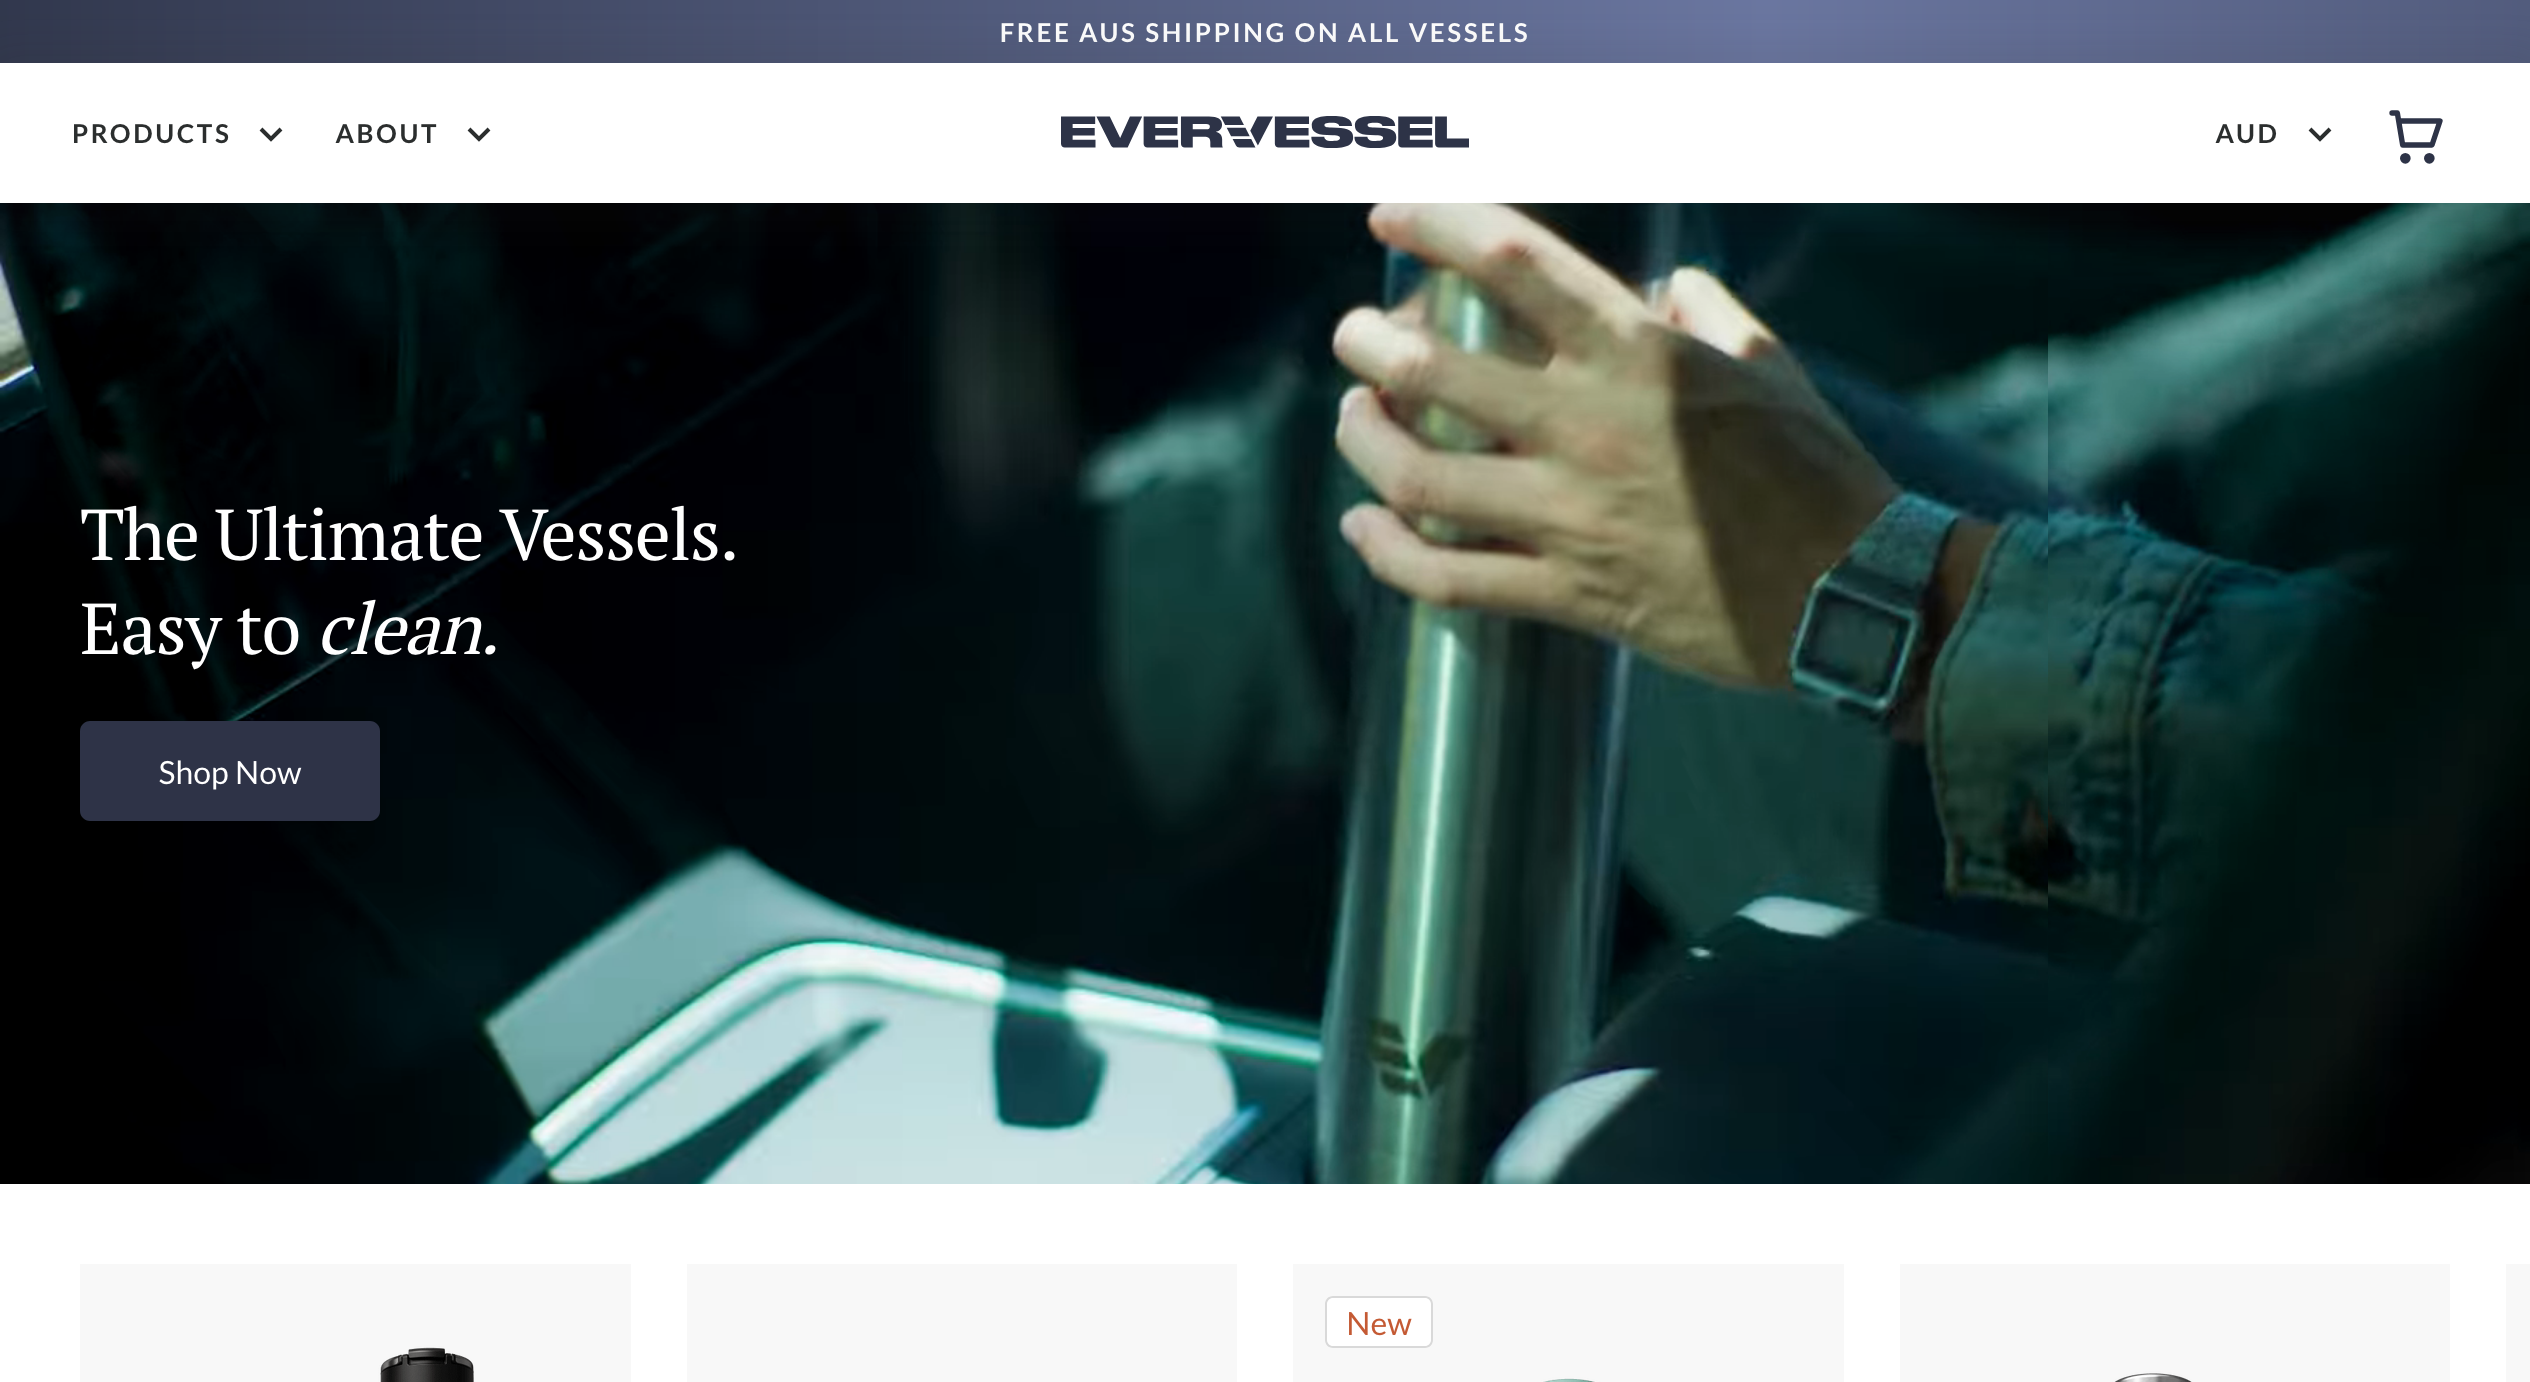 FREE AUS SHIPPING ON ALL VESSELS
PRODUCTS
ABOUT
EVERVESSEL
AUD
The Ultimate Vessels.
Easy to clean.
Shop Now
New